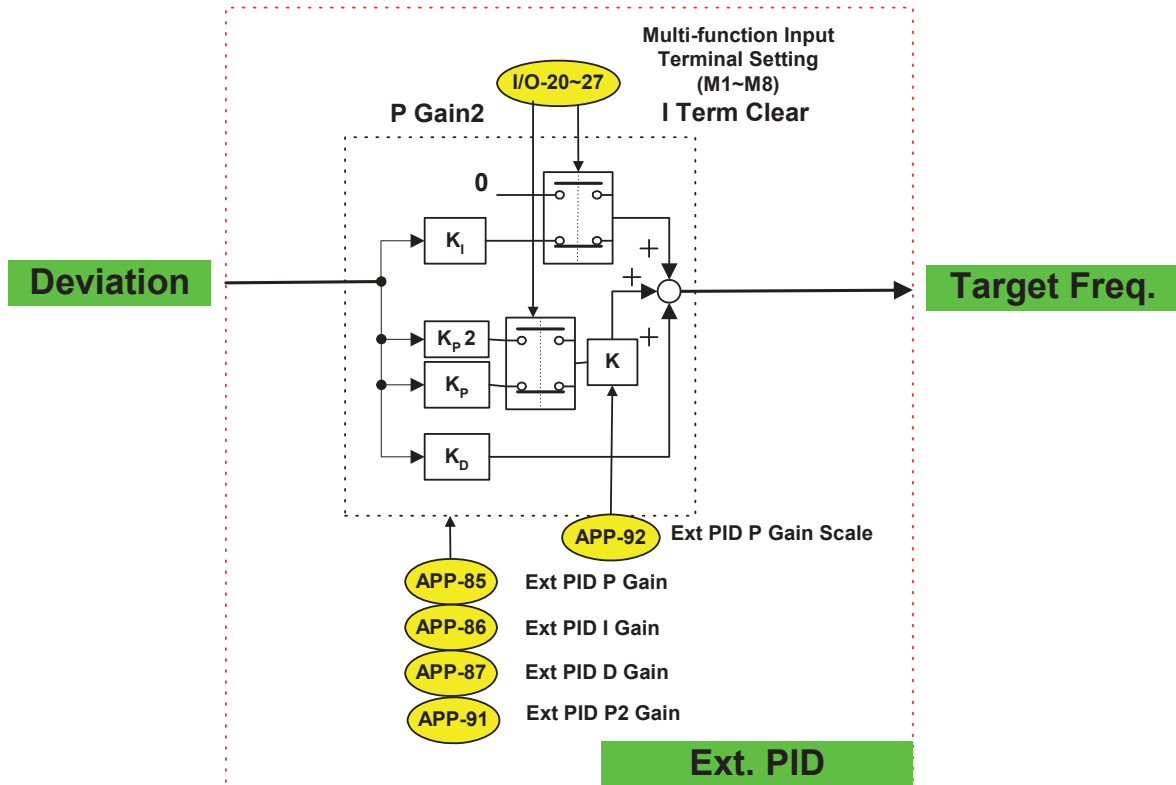 Multi-function Input
Terminal Setting
(M1~M8)
I/O-20~27
P Gain2
I Term Clear
0
KI
+
+
Deviation
Target Freq.
KP 2
+
K
KP
KD
APP-92
Ext PID P Gain Scale
APP-85
Ext PID P Gain
APP-86
Ext PID I Gain
APP-87
Ext PID D Gain
APP-91
Ext PID P2 Gain
Ext. PID